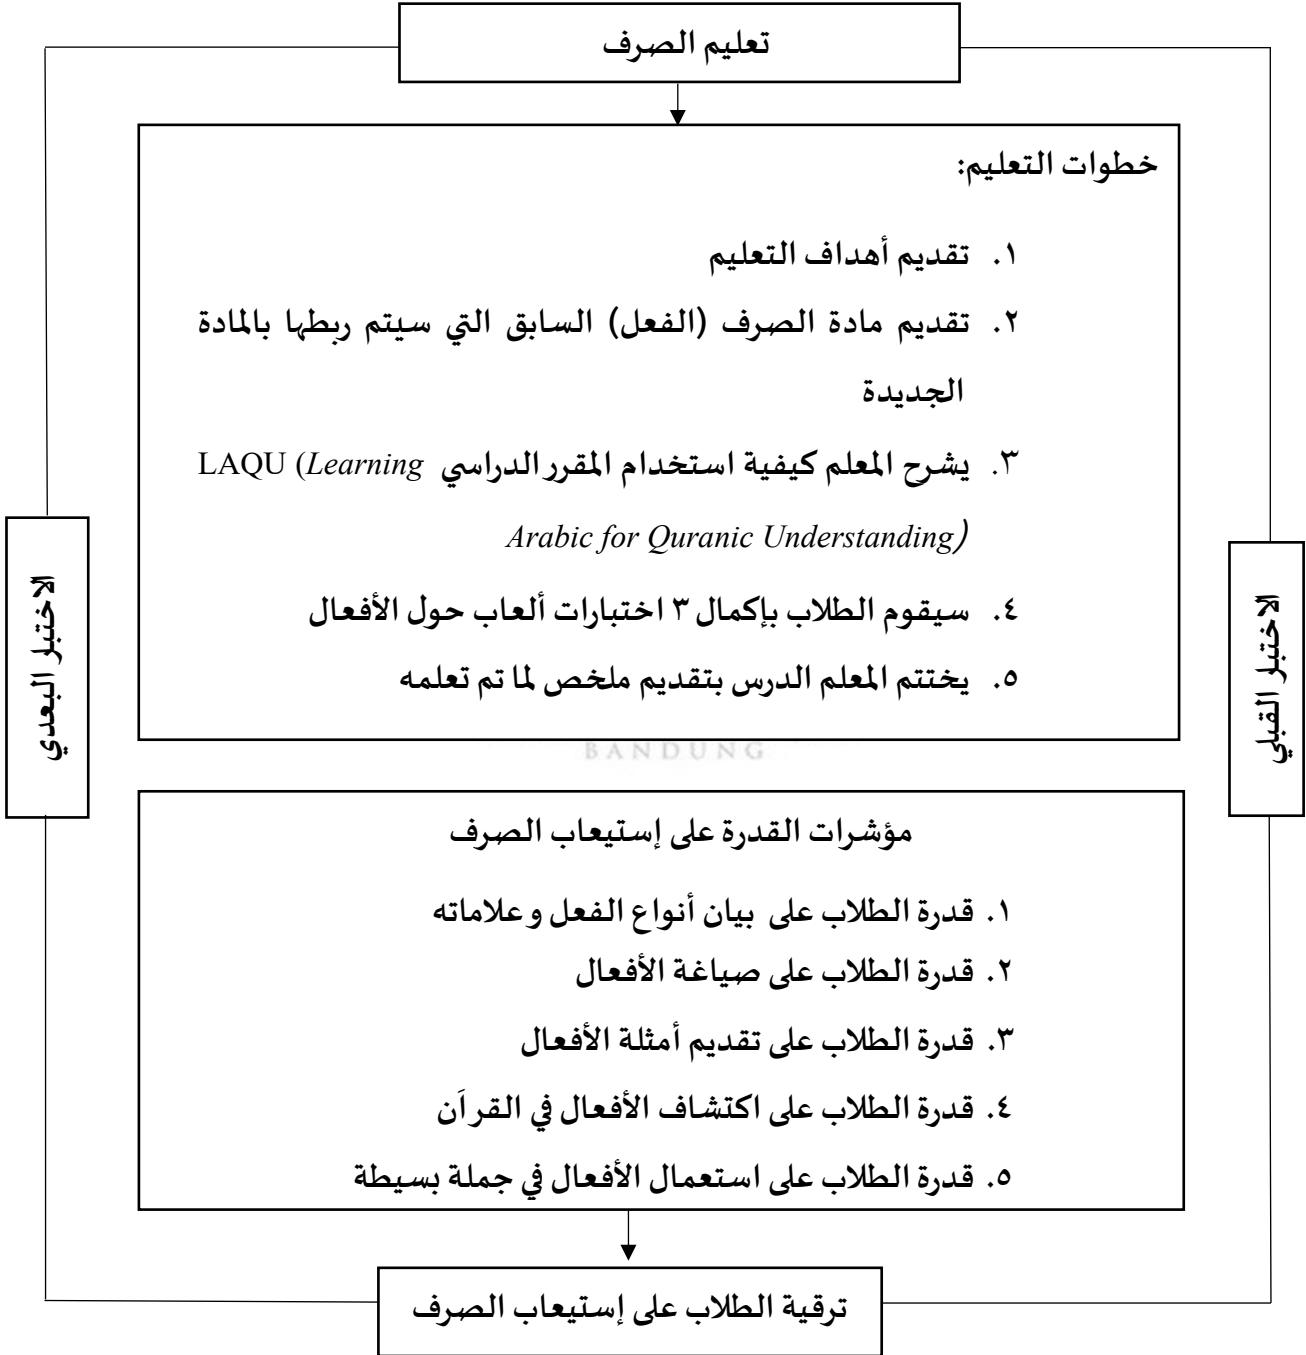 تعليم الصرف
خطوات التعليم:
١. تقديم أهداف التعليم
٢. تقديم مادة الصرف (الفعل) السابق التي سيتم ربطها بالمادة
الجديدة
٣. يشرح المعلم كيفية استخدام المقرر الدراسي LAQU (Learning
Arabic for Quranic Understanding)
٤. سيقوم الطلاب بإكمال ٣ اختبارات ألعاب حول الأفعال
٥. يختتم المعلم الدرس بتقديم ملخص لما تم تعلمه
الاختبار القبلي
الاختبار البعدي
BANDUNG
مؤشرات القدرة على إستيعاب الصرف
١. قدرة الطلاب على بيان أنواع الفعل وعلاماته
٢. قدرة الطلاب على صياغة الأفعال
٣. قدرة الطلاب على تقديم أمثلة الأفعال
٤. قدرة الطلاب على اكتشاف الأفعال في القرآن
٥. قدرة الطلاب على استعمال الأفعال في جملة بسيطة
ترقية الطلاب على إستيعاب الصرف